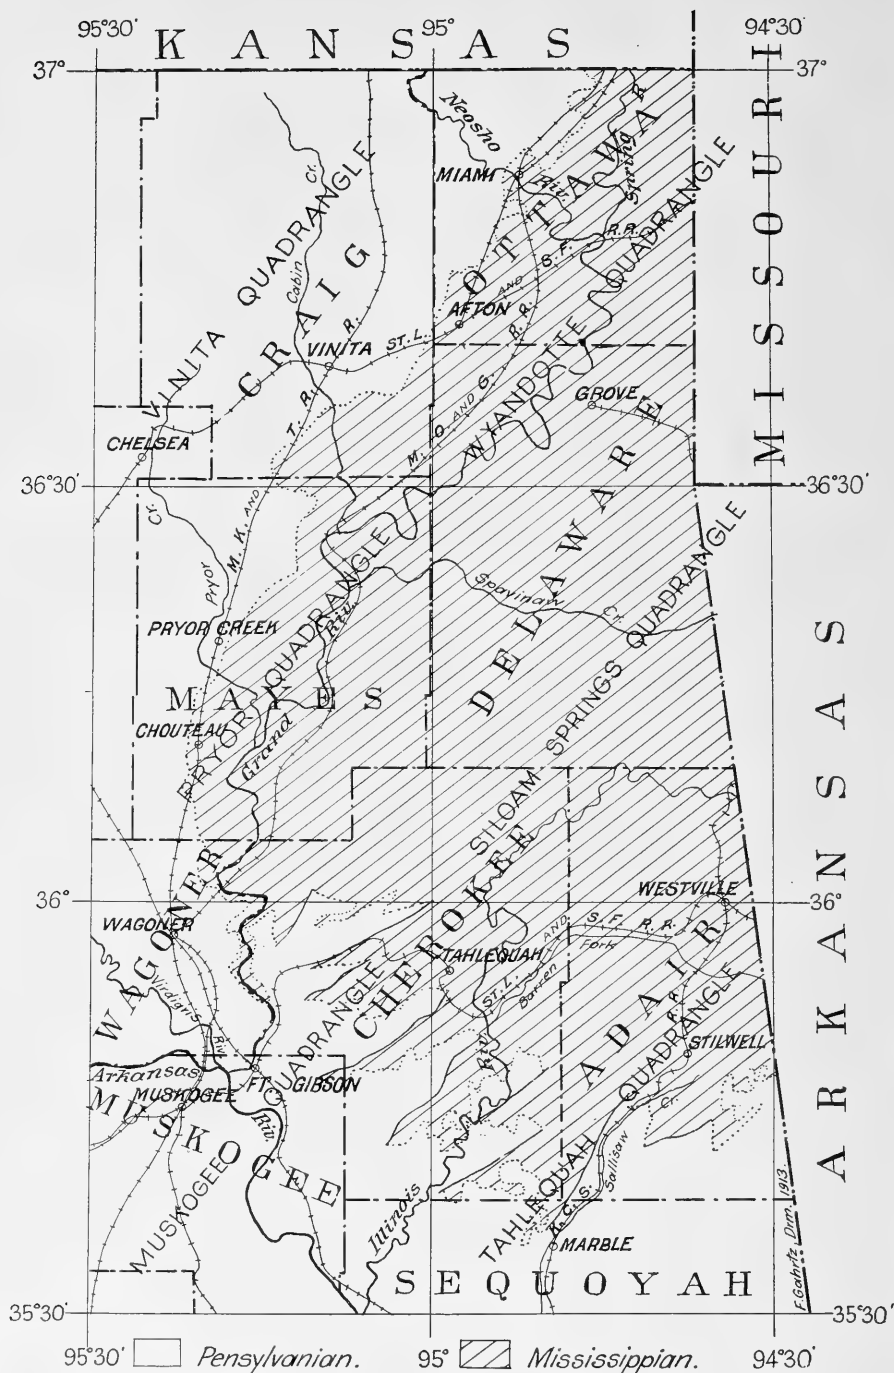 95°30'
95°
94°30'
KANSAS
37°
37°
MISSOURI
Neosho
Riv.
Spring
R.
MIAMI
OTTAWA
Cabin
Cr.
VINITA QUADRANGLE
CRAIG
S. F.
R.R.
AND
ST. L.
AFTON
VINITA
WYANDOTTE QUADRANGLE
GROVE
M. O. AND G.
R. R.
M. K. AND
T. R. R.
CHELSEA
36°30'
36°30'
Pryor
Cr.
DELAWARE
Spavinaw
Cr.
PRYOR CREEK
PRYOR QUADRANGLE
Grand
Riv.
MAYES
CHOUTEAU
SILOAM SPRINGS QUADRANGLE
ARKANSAS
CHEROKEE
WAGONER
36°
36°
WESTVILLE
WAGONER
S. F.
R. R.
AND
ST. L.
TAHLEQUAH
Barren
Fork
ADAIR
R. R.
Virdigris
Riv.
STILWELL
Arkansas
Riv.
FT. GIBSON
MUSKOGEE
MUSKOGEE
MUSKOGEE QUADRANGLE
Illinois
Riv.
TAHLEQUAH QUADRANGLE
Sallisaw
Cr.
K. C. S.
MARBLE
SEQUOYAH
F. Gahrtz Drm. 1913.
35°30'
35°30'
95°30'
Pensylvanian.
95°
Mississippian.
94°30'